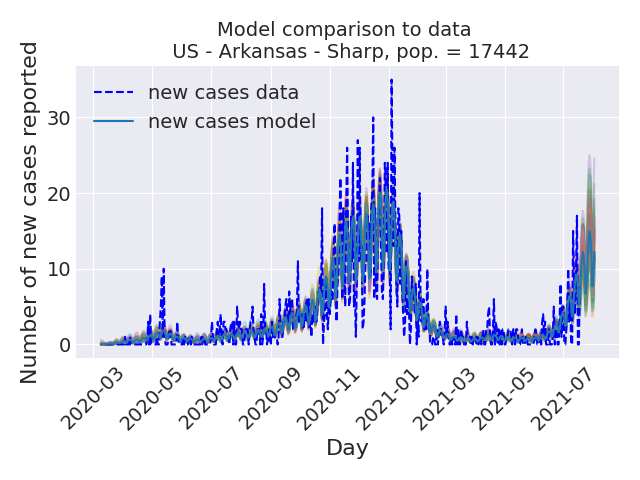 Model comparison to data
US - Arkansas - Sharp, pop. = 17442
Number of new cases reported
30
20
10
0
new cases data
new cases model
2020-03
2020-05
2020-07
2020-09
2020-11
2021-01
2021-03
2021-05
2021-07
Day